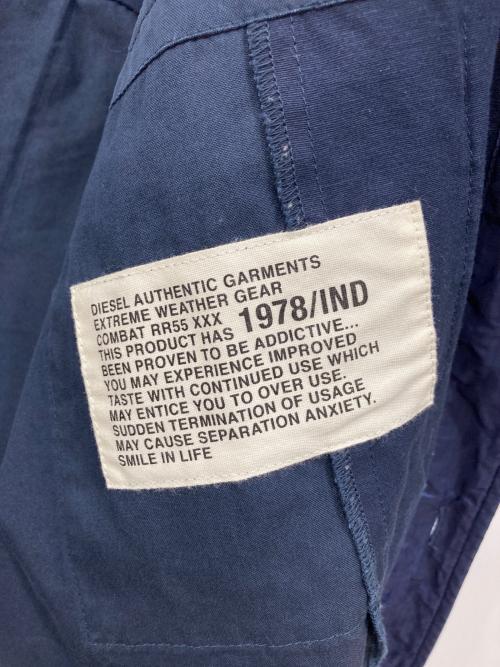 DIESEL AUTHENTIC GARMENTS
EXTREME WEATHER GEAR
COMBAT RR55 XXX 1978/IND
THIS PRODUCT HAS
BEEN PROVEN TO BE ADDICTIVE...
YOU MAY EXPERIENCE IMPROVED
TASTE WITH CONTINUED USE WHICH
MAY ENTICE YOU TO OVER USE.
SUDDEN TERMINATION OF USAGE
MAY CAUSE SEPARATION ANXIETY.
SMILE IN LIFE